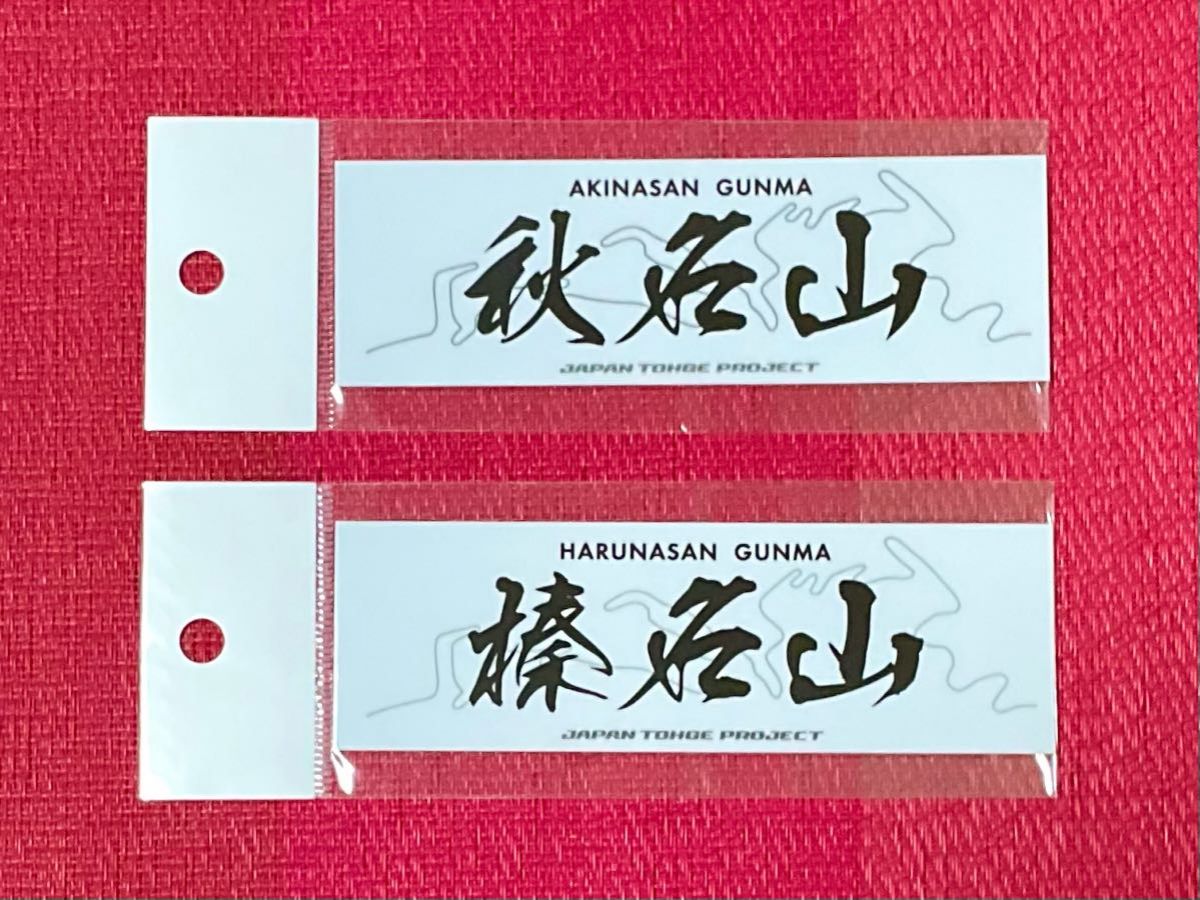 AKINASAN GUNMA
秋名山
JAPAN TOHGE PROJECT
HARUNASAN GUNMA
榛名山
JAPAN TOHGE PROJECT